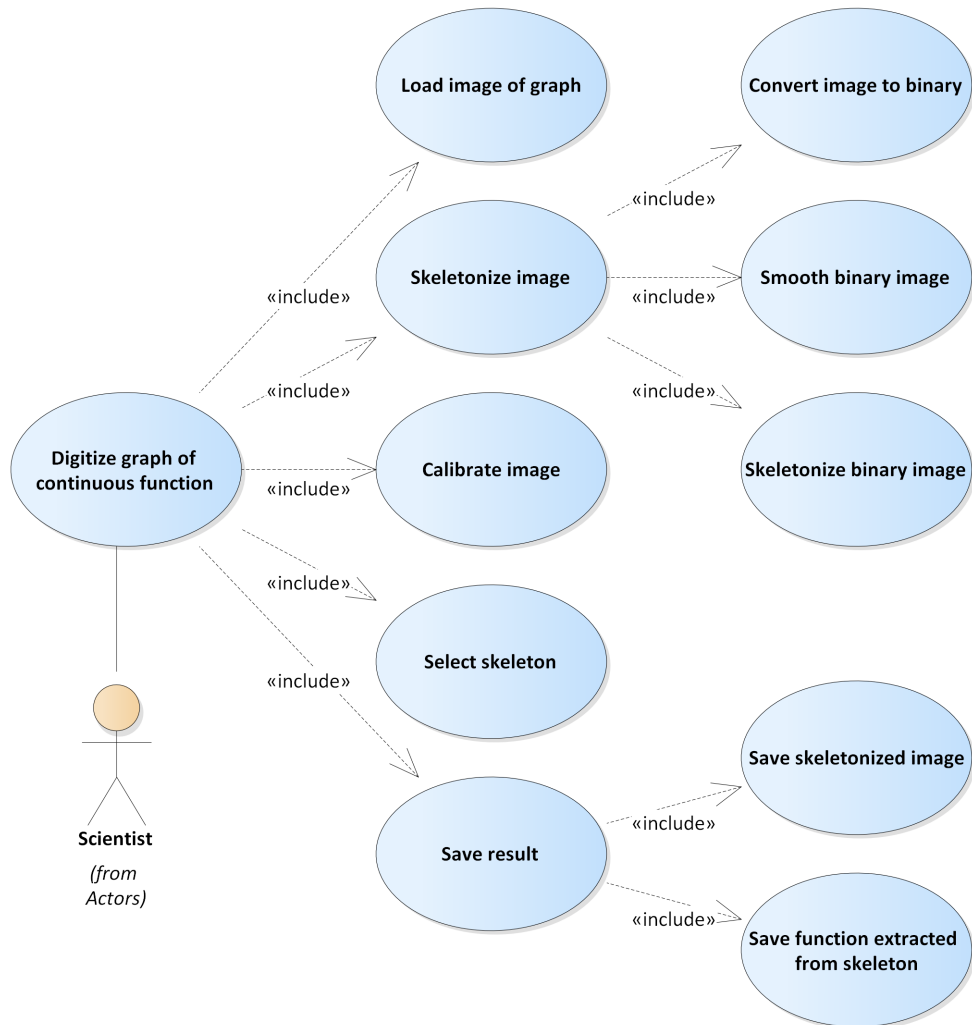 Load image of graph
Convert image to binary
«include»
Skeletonize image
Smooth binary image
«include»
«include»
«include»
«include»
Digitize graph of
continuous function
Calibrate image
Skeletonize binary image
«include»
«include»
Select skeleton
«include»
Save skeletonized image
«include»
Scientist
(from
Actors)
Save result
«include»
Save function extracted
from skeleton